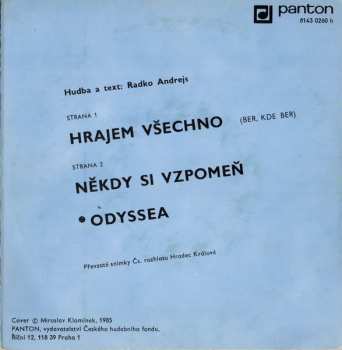 panton
8143 0260 h
Hudba a text: Radko Andrejs
STRANA 1
HRAJEM VŠECHNO (BER, KDE BER)
STRANA 2
NĚKDY SI VZPOMEŇ
ODYSSEA
Převzaté snímky Čs. rozhlatu Hradec Králové
Cover © Miroslav Klomínek, 1985
PANTON, vydavatelství Českého hudebního fondu,
Říční 12, 118 39 Praha 1